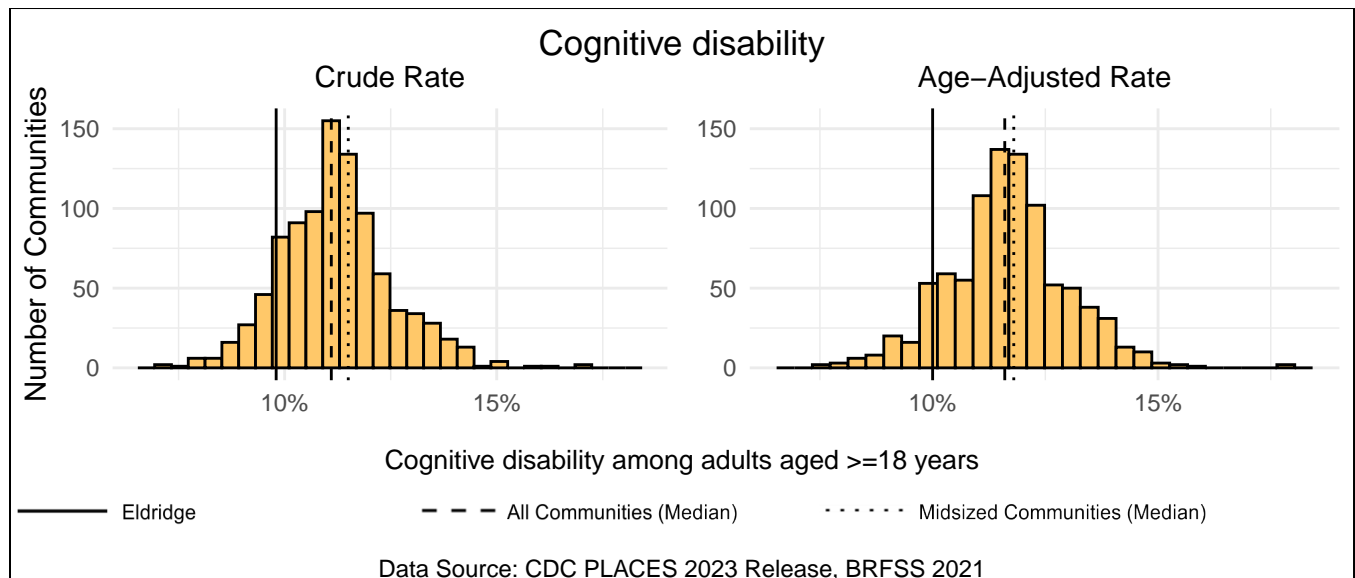 Cognitive disability
Crude Rate
Age−Adjusted Rate
Number of Communities
150
100
50
0
10%
15%
150
100
50
0
10%
15%
Cognitive disability among adults aged >=18 years
Eldridge
All Communities (Median)
Midsized Communities (Median)
Data Source: CDC PLACES 2023 Release, BRFSS 2021